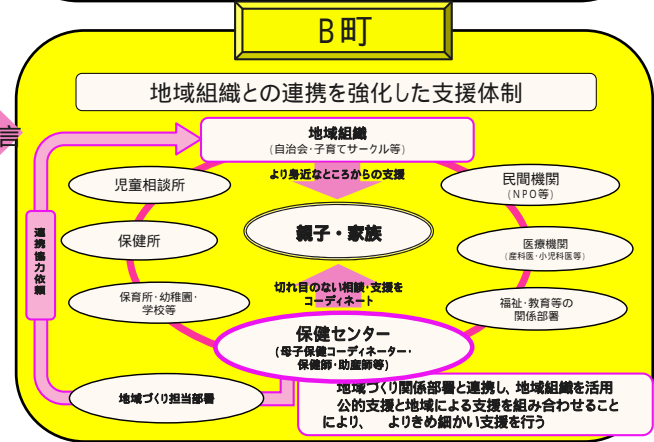 B町
地域組織との連携を強化した支援体制
言
地域組織
(自治会･子育てサークル等)
より身近なところからの支援
児童相談所
民間機関
(NPO等)
連携協力依頼
保健所
親子・家族
医療機関
(産科医･小児科医等)
切れ目のない相談･支援を
コーディネート
保育所･幼稚園･
学校等
福祉･教育等の
関係部署
保健センター
(母子保健コーディネーター･
保健師･助産師等)
地域づくり担当部署
地域づくり関係部署と連携し、地域組織を活用
公的支援と地域による支援を組み合わせること
により、　よりきめ細かい支援を行う